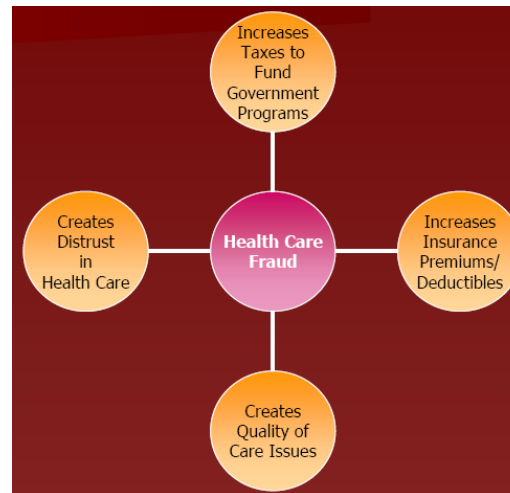 Increases
Taxes to
Fund
Government
Programs
Creates
Distrust
in
Health Care
Health Care
Fraud
Increases
Insurance
Premiums/
Deductibles
Creates
Quality of
Care Issues